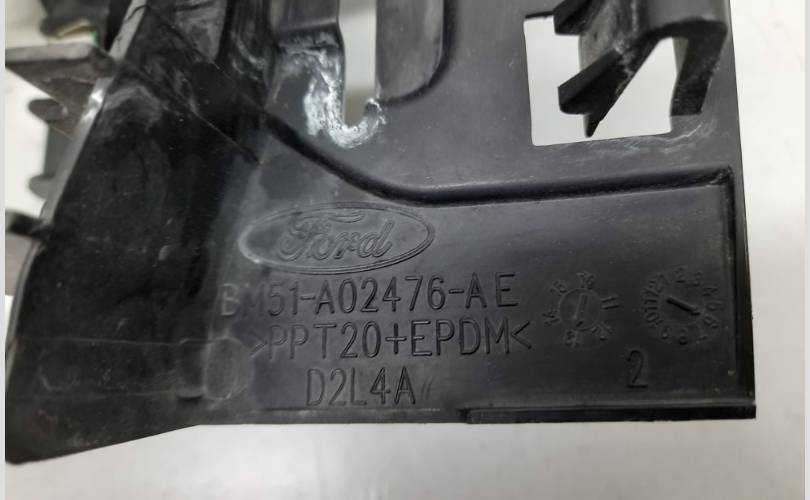 Ford
BM51-A02476-AE
>PPT20+EPDM<
D2L4A
2